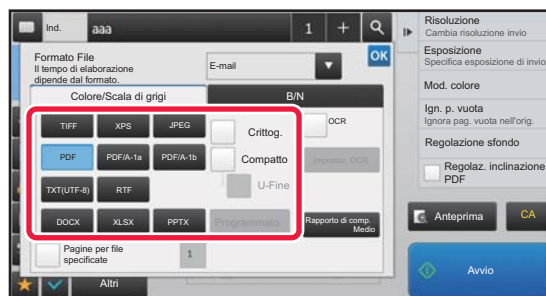 Ind.
aaa
1
Formato File
Il tempo di elaborazione
dipende dal formato.
E-mail
OK
Colore/Scala di grigi
B/N
TIFF
XPS
JPEG
Crittog.
OCR
PDF
PDF/A-1a
PDF/A-1b
Compatto
Impostaz. OCR
TXT(UTF-8)
RTF
U-Fine
DOCX
XLSX
PPTX
Programmato
Rapporto di comp.
Medio
Pagine per file
specificate
1
Altri
Risoluzione
Cambia risoluzione invio
Esposizione
Specifica esposizione di invio
Mod. colore
Ign. p. vuota
Ignora pag. vuota nell'orig.
Regolazione sfondo
Regolaz. inclinazione
PDF
Anteprima
CA
Avvio